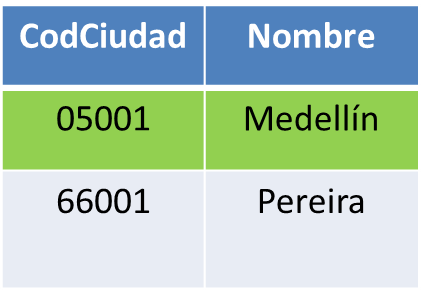 CodCiudad Nombre
05001 Medellín
66001 Pereira